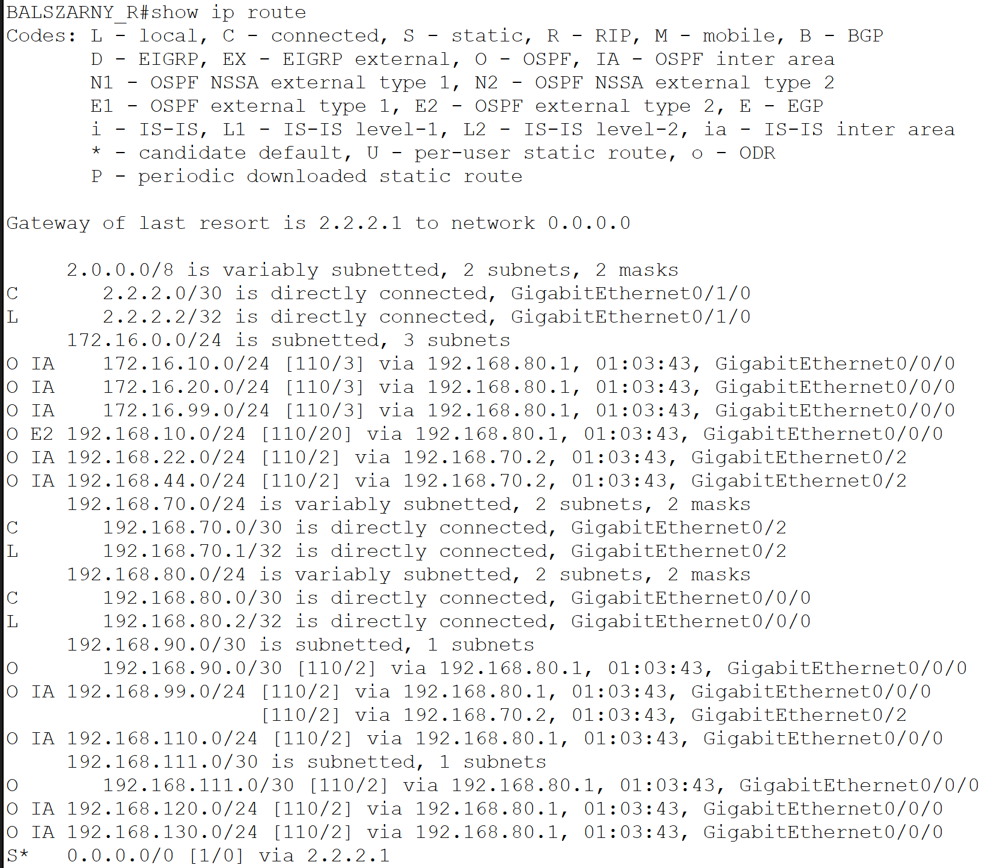 BALSZARNY_R#show ip route
Codes: L - local, C - connected, S - static, R - RIP, M - mobile, B - BGP
       D - EIGRP, EX - EIGRP external, O - OSPF, IA - OSPF inter area
       N1 - OSPF NSSA external type 1, N2 - OSPF NSSA external type 2
       E1 - OSPF external type 1, E2 - OSPF external type 2, E - EGP
       i - IS-IS, L1 - IS-IS level-1, L2 - IS-IS level-2, ia - IS-IS inter area
       * - candidate default, U - per-user static route, o - ODR
       P - periodic downloaded static route

Gateway of last resort is 2.2.2.1 to network 0.0.0.0

     2.0.0.0/8 is variably subnetted, 2 subnets, 2 masks
C       2.2.2.0/30 is directly connected, GigabitEthernet0/1/0
L       2.2.2.2/32 is directly connected, GigabitEthernet0/1/0
     172.16.0.0/24 is subnetted, 3 subnets
O IA    172.16.10.0/24 [110/3] via 192.168.80.1, 01:03:43, GigabitEthernet0/0/0
O IA    172.16.20.0/24 [110/3] via 192.168.80.1, 01:03:43, GigabitEthernet0/0/0
O IA    172.16.99.0/24 [110/3] via 192.168.80.1, 01:03:43, GigabitEthernet0/0/0
O E2 192.168.10.0/24 [110/20] via 192.168.80.1, 01:03:43, GigabitEthernet0/0/0
O IA 192.168.22.0/24 [110/2] via 192.168.70.2, 01:03:43, GigabitEthernet0/2
O IA 192.168.44.0/24 [110/2] via 192.168.70.2, 01:03:43, GigabitEthernet0/2
     192.168.70.0/24 is variably subnetted, 2 subnets, 2 masks
C       192.168.70.0/30 is directly connected, GigabitEthernet0/2
L       192.168.70.1/32 is directly connected, GigabitEthernet0/2
     192.168.80.0/24 is variably subnetted, 2 subnets, 2 masks
C       192.168.80.0/30 is directly connected, GigabitEthernet0/0/0
L       192.168.80.2/32 is directly connected, GigabitEthernet0/0/0
     192.168.90.0/30 is subnetted, 1 subnets
O       192.168.90.0/30 [110/2] via 192.168.80.1, 01:03:43, GigabitEthernet0/0/0
O IA 192.168.99.0/24 [110/2] via 192.168.80.1, 01:03:43, GigabitEthernet0/0/0
                     [110/2] via 192.168.70.2, 01:03:43, GigabitEthernet0/2
O IA 192.168.110.0/24 [110/2] via 192.168.80.1, 01:03:43, GigabitEthernet0/0/0
     192.168.111.0/30 is subnetted, 1 subnets
O       192.168.111.0/30 [110/2] via 192.168.80.1, 01:03:43, GigabitEthernet0/0/0
O IA 192.168.120.0/24 [110/2] via 192.168.80.1, 01:03:43, GigabitEthernet0/0/0
O IA 192.168.130.0/24 [110/2] via 192.168.80.1, 01:03:43, GigabitEthernet0/0/0
S*   0.0.0.0/0 [1/0] via 2.2.2.1